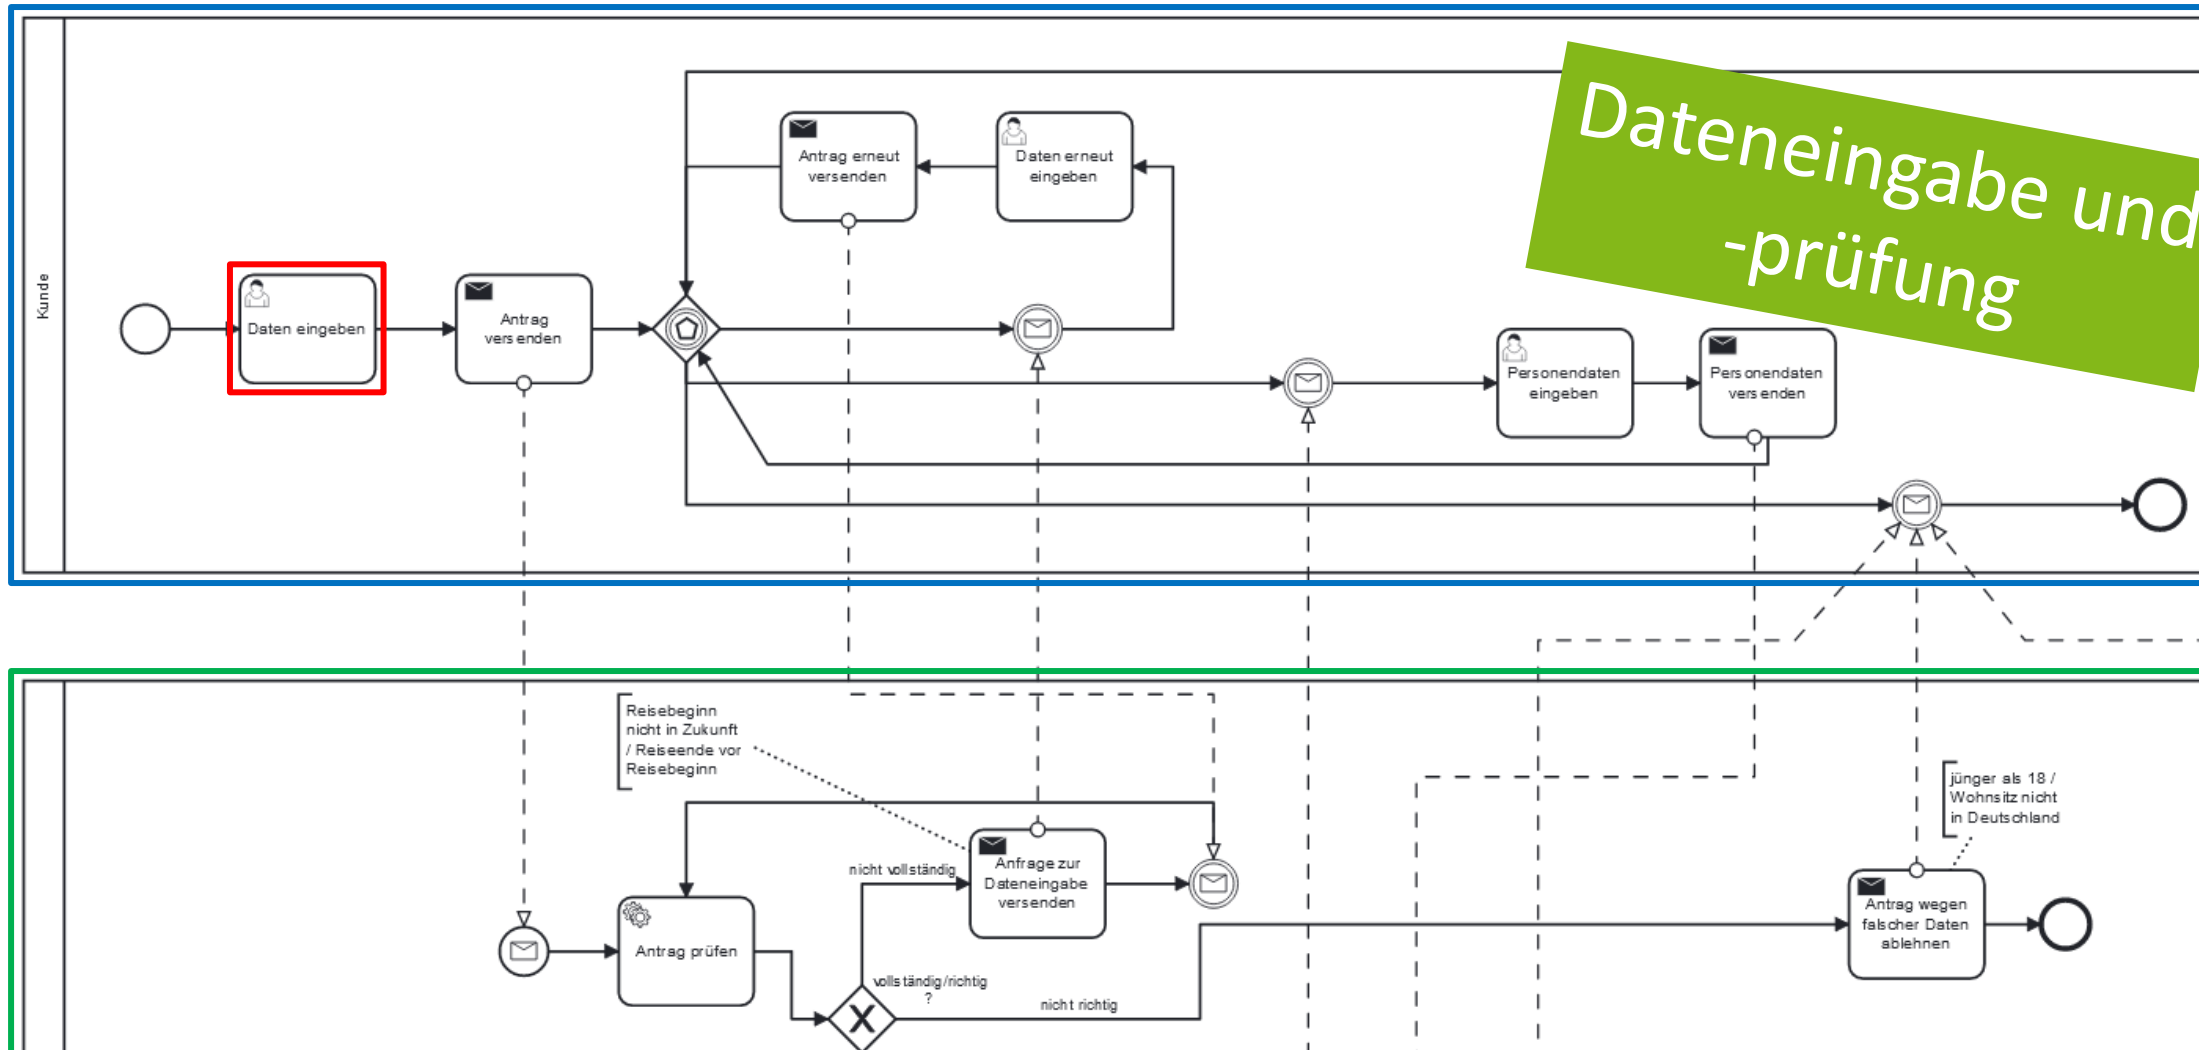 Dateneingabe und
-prüfung
Kunde
Antrag erneut
versenden
Daten erneut
eingeben
Daten eingeben
Antrag
versenden
Personendaten
eingeben
Personendaten
versenden
Reisebeginn
nicht in Zukunft
/ Reiseende vor
Reisebeginn
jünger als 18 /
Wohnsitz nicht
in Deutschland
nicht vollständig
Anfrage zur
Dateneingabe
versenden
Antrag prüfen
vollständig/richtig
?
nicht richtig
Antrag wegen
falscher Daten
ablehnen